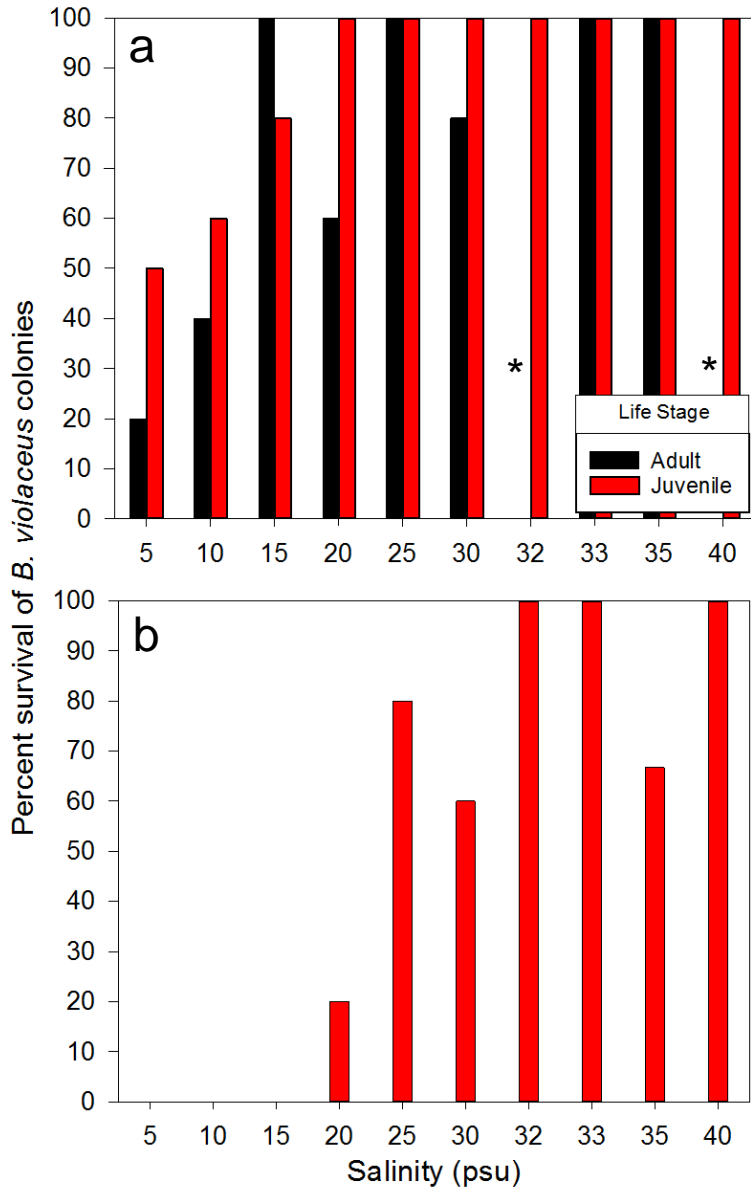 Percent survival of B. violaceus colonies
a
100
90
80
70
60
50
40
30
20
10
0
*
*
Life Stage
Adult
Juvenile
5 10 15 20 25 30 32 33 35 40
b
100
90
80
70
60
50
40
30
20
10
0
5 10 15 20 25 30 32 33 35 40
Salinity (psu)